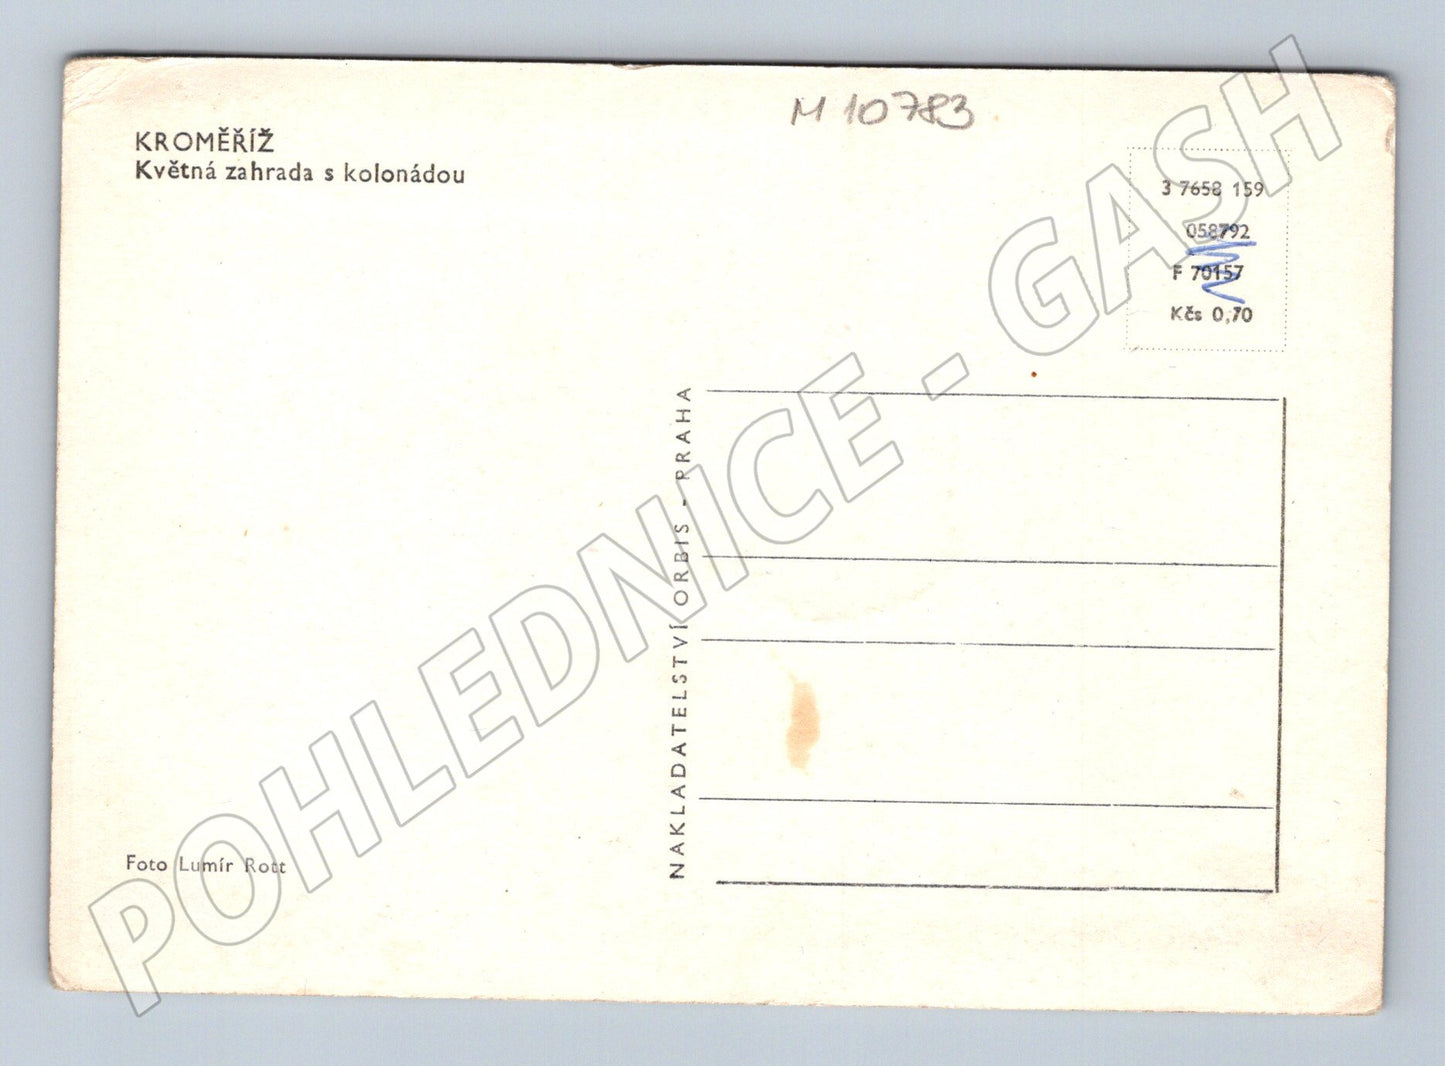 M 10783
KROMĚŘÍŽ
Květná zahrada s kolonádou
3 7658 159
058792
F 70157
Kčs 0,70
NAKLADATELSTVÍ ORBIS - PRAHA
Foto Lumír Rott
POHLEDNICE - GASH